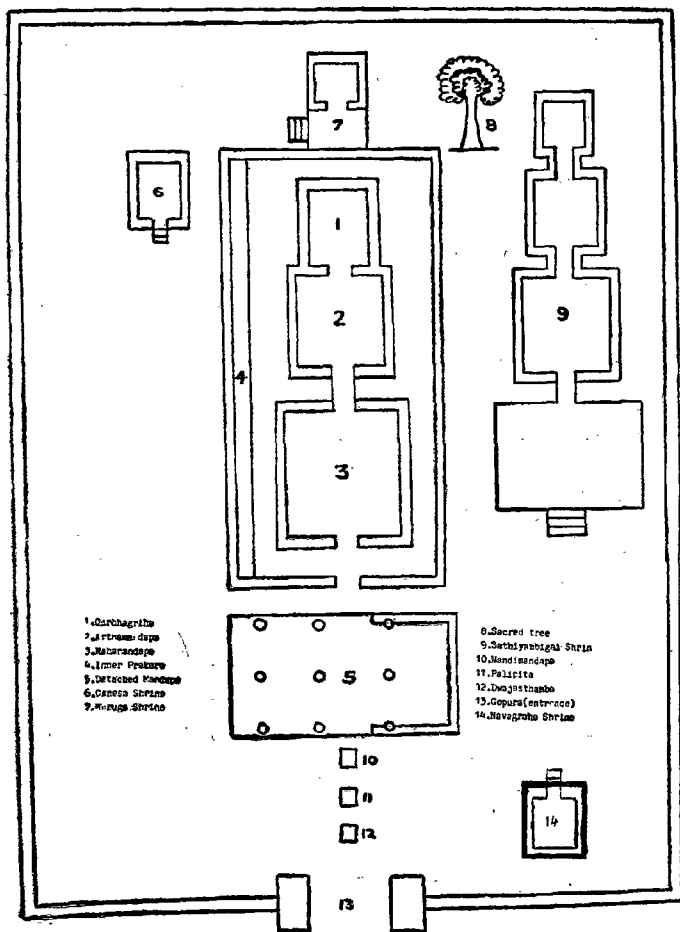 7
8
6
1
2
9
4
3
5
1.Garbhagriha
2.Arthamandapa
3.Mahamandapa
4.Inner Prakara
5.Detached Mandapa
6.Ganesa Shrine
7.Muruga Shrine
8.Sacred tree
9.Sathiyambigai Shrin
10.Nandimandapa
11.Palipita
12.Dwajasthamba
13.Gopura(entrance)
14.Navagraha Shrine
10
11
12
14
13